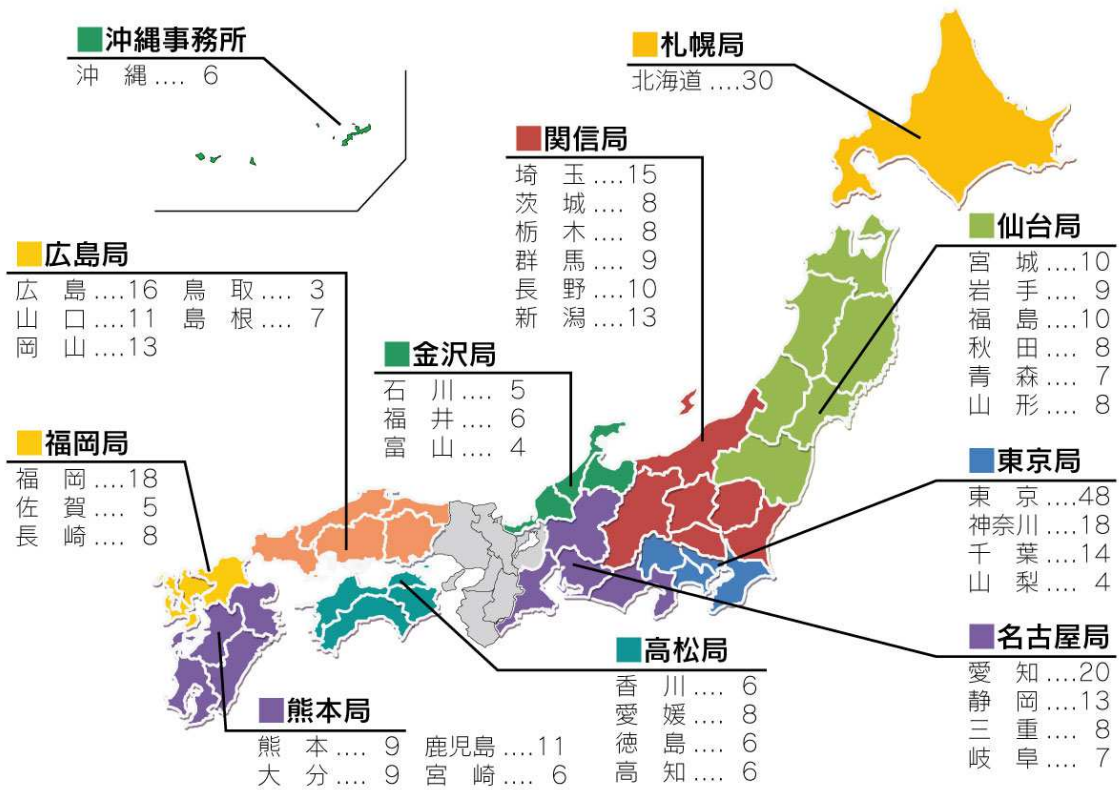 沖縄事務所
沖 縄 .... 6
札幌局
北海道 ....30
関信局
埼 玉 ....15
茨 城 .... 8
栃 木 .... 8
群 馬 .... 9
長 野 ....10
新 潟 ....13
仙台局
宮 城 ....10
岩 手 .... 9
福 島 ....10
秋 田 .... 8
青 森 .... 7
山 形 .... 8
広島局
広 島 ....16 鳥 取 .... 3
山 口 ....11 島 根 .... 7
岡 山 ....13
金沢局
石 川 .... 5
福 井 .... 6
富 山 .... 4
福岡局
福 岡 ....18
佐 賀 .... 5
長 崎 .... 8
東京局
東 京 ....48
神奈川 ....18
千 葉 ....14
山 梨 .... 4
名古屋局
愛 知 ....20
静 岡 ....13
三 重 .... 8
岐 阜 .... 7
高松局
香 川 .... 6
愛 媛 .... 8
徳 島 .... 6
高 知 .... 6
熊本局
熊 本 .... 9 鹿児島 ....11
大 分 .... 9 宮 崎 .... 6